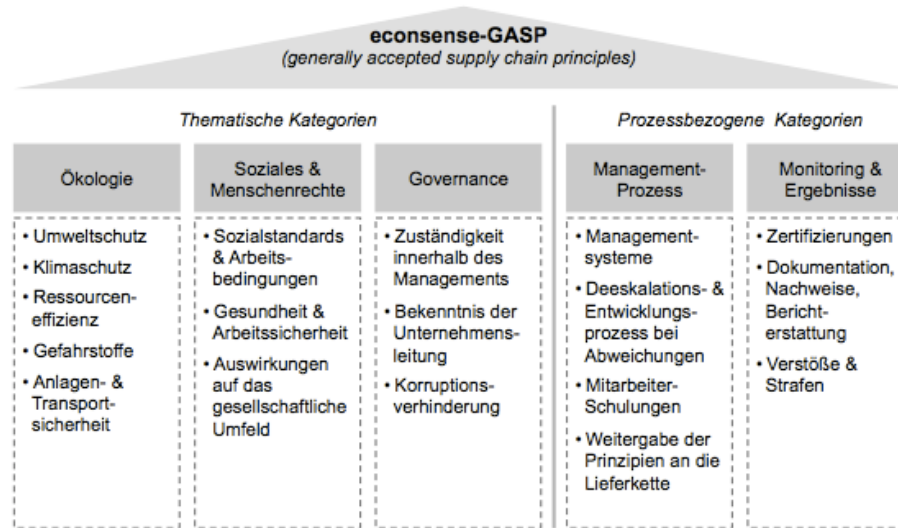 econsense-GASP
(generally accepted supply chain principles)
Thematische Kategorien
Prozessbezogene Kategorien
Ökologie
• Umweltschutz
• Klimaschutz
• Ressourcen-
effizienz
• Gefahrstoffe
• Anlagen- &
Transport-
sicherheit
Soziales &
Menschenrechte
• Sozialstandards
& Arbeits-
bedingungen
• Gesundheit &
Arbeitssicherheit
• Auswirkungen
auf das
gesellschaftliche
Umfeld
Governance
• Zuständigkeit
innerhalb des
Managements
• Bekenntnis der
Unternehmens-
leitung
• Korruptions-
verhinderung
Management-
Prozess
• Management-
systeme
• Deeskalations- &
Entwicklungs-
prozess bei
Abweichungen
• Mitarbeiter-
Schulungen
• Weitergabe der
Prinzipien an die
Lieferkette
Monitoring &
Ergebnisse
• Zertifizierungen
• Dokumentation,
Nachweise,
Bericht-
erstattung
• Verstöße &
Strafen